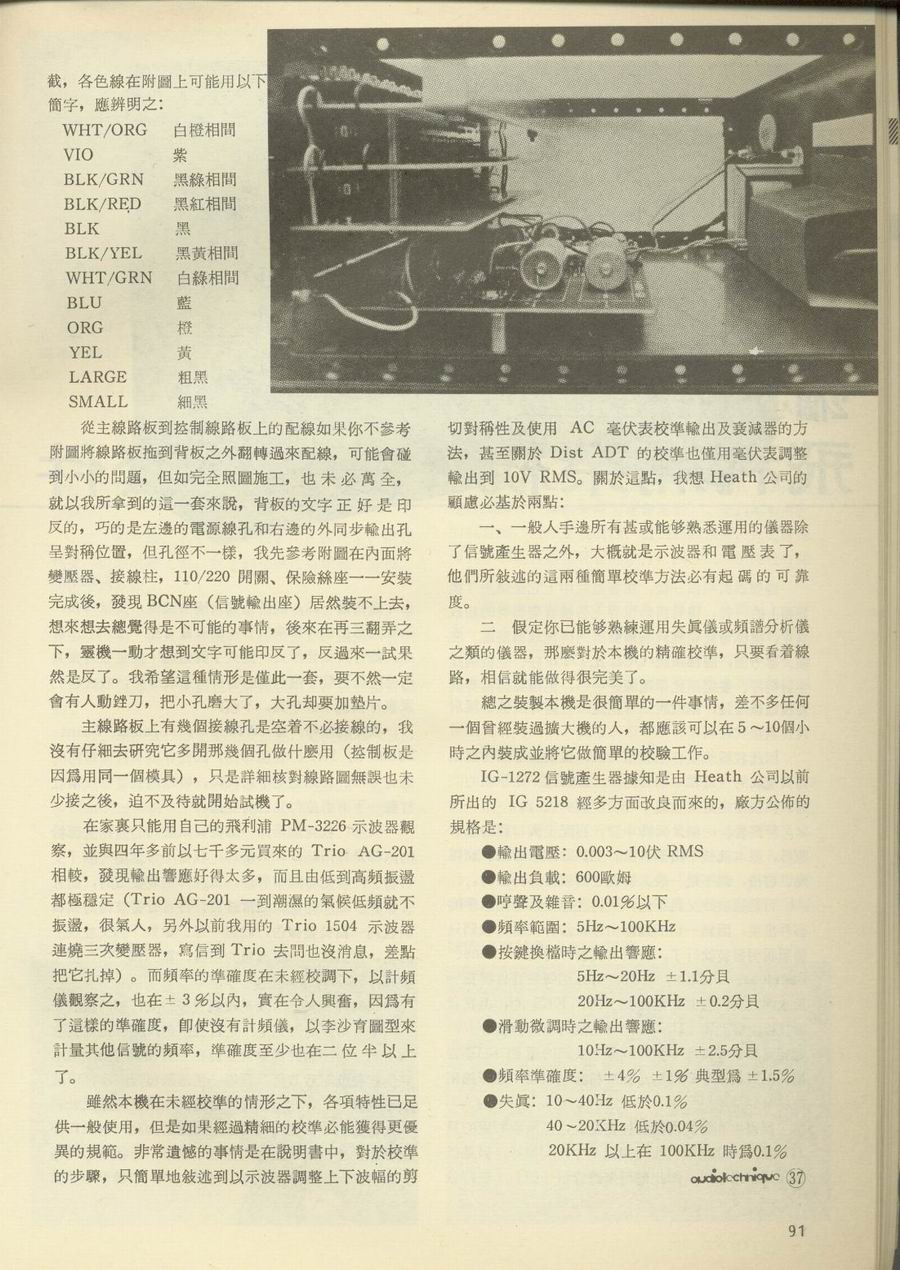 截，各色線在附圖上可能用以下
簡字，應辨明之：
WHT/ORG 白橙相間
VIO 紫
BLK/GRN 黑綠相間
BLK/RED 黑紅相間
BLK 黑
BLK/YEL 黑黃相間
WHT/GRN 白綠相間
BLU 藍
ORG 橙
YEL 黃
LARGE 粗黑
SMALL 細黑
從主線路板到控制線路板上的配線如果你不參考
附圖將線路板拖到背板之外翻轉過來配線，可能會碰
到小小的問題，但如完全照圖施工，也未必萬全，
就以我所拿到的這一套來說，背板的文字正好是印
反的，巧的是左邊的電源線孔和右邊的外同步輸出孔
呈對稱位置，但孔徑不一樣，我先參考附圖在內面將
變壓器、接線柱，110/220 開關、保險絲座一一安裝
完成後，發現 BCN座（信號輸出座）居然裝不上去，
想來想去總覺得是不可能的事情，後來在再三翻弄之
下，靈機一動才想到文字可能印反了，反過來一試果
然是反了。我希望這種情形是僅此一套，要不然一定
會有人動銼刀，把小孔磨大了，大孔却要加墊片。
主線路板上有幾個接線孔是空着不必接線的，我
沒有仔細去研究它多開那幾個孔做什麼用（控制板是
因爲用同一個模具），只是詳細核對線路圖無誤也未
少接之後，迫不及待就開始試機了。
在家裏只能用自己的飛利浦 PM-3226 示波器觀
察，並與四年多前以七千多元買來的 Trio AG-201
相較，發現輸出響應好得太多，而且由低到高頻振盪
都極穩定（Trio AG-201 一到潮濕的氣候低頻就不
振盪，很氣人，另外以前我用的 Trio 1504 示波器
連燒三次變壓器，寫信到 Trio 去問也沒消息，差點
把它扎掉）。而頻率的準確度在未經校調下，以計頻
儀觀察之，也在± 3 %以內，實在令人興奮，因爲有
了這樣的準確度，卽使沒有計頻儀，以李沙育圖型來
計量其他信號的頻率，準確度至少也在二位半以上
了。
雖然本機在未經校準的情形之下，各項特性已足
供一般使用，但是如果經過精細的校準必能獲得更優
異的規範。非常遺憾的事情是在說明書中，對於校準
的步驟，只簡單地敍述到以示波器調整上下波幅的剪
切對稱性及使用 AC 毫伏表校準輸出及衰減器的方
法，甚至關於 Dist ADT 的校準也僅用毫伏表調整
輸出到 10V RMS。關於這點，我想 Heath 公司的
顧慮必基於兩點：
一、一般人手邊所有甚或能够熟悉運用的儀器除
了信號產生器之外，大概就是示波器和電壓表了，
他們所敍述的這兩種簡單校準方法必有起碼的可靠
度。
二 假定你已能够熟練運用失眞儀或頻譜分析儀
之類的儀器，那麼對於本機的精確校準，只要看着線
路，相信就能做得很完美了。
總之裝製本機是很簡單的一件事情，差不多任何
一個曾經裝過擴大機的人，都應該可以在 5 ～10個小
時之內裝成並將它做簡單的校驗工作。
IG-1272 信號產生器據知是由 Heath 公司以前
所出的 IG 5218 經多方面改良而來的，廠方公佈的
規格是：
●輸出電壓：0.003～10伏 RMS
●輸出負載：600歐姆
●哼聲及雜音：0.01%以下
●頻率範圍：5Hz～100KHz
●按鍵換檔時之輸出響應：
5Hz～20Hz ±1.1分貝
20Hz～100KHz ±0.2分貝
●滑動微調時之輸出響應：
10Hz～100KHz ±2.5分貝
●頻率準確度： ±4% ±1% 典型爲 ±1.5%
●失眞：10～40Hz 低於0.1%
40～20KHz 低於0.04%
20KHz 以上在 100KHz 時爲0.1%
audiotechnique 37
91